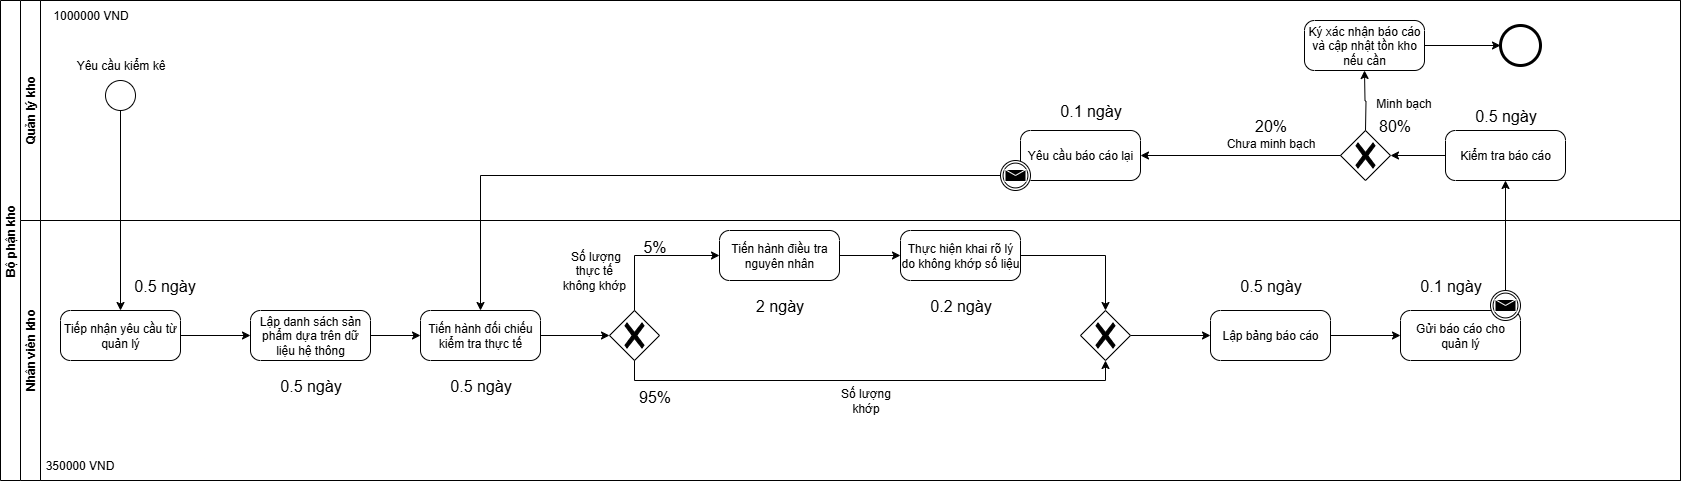 1000000 VND
Yêu cầu kiểm kê
Bộ phận kho
Quản lý kho
Ký xác nhận báo cáo
và cập nhật tồn kho
nếu cần
Minh bạch
80%
0.5 ngày
Kiểm tra báo cáo
20%
Chưa minh bạch
0.1 ngày
Yêu cầu báo cáo lại
Nhân viên kho
0.5 ngày
Tiếp nhận yêu cầu từ
quản lý
Lập danh sách sản
phẩm dựa trên dữ
liệu hệ thống
0.5 ngày
Tiến hành đối chiếu
kiểm tra thực tế
0.5 ngày
Số lượng
thực tế
không khớp
5%
Tiến hành điều tra
nguyên nhân
2 ngày
Thực hiện khai rõ lý
do không khớp số liệu
0.2 ngày
95%
Số lượng
khớp
0.5 ngày
Lập bảng báo cáo
0.1 ngày
Gửi báo cáo cho
quản lý
350000 VND